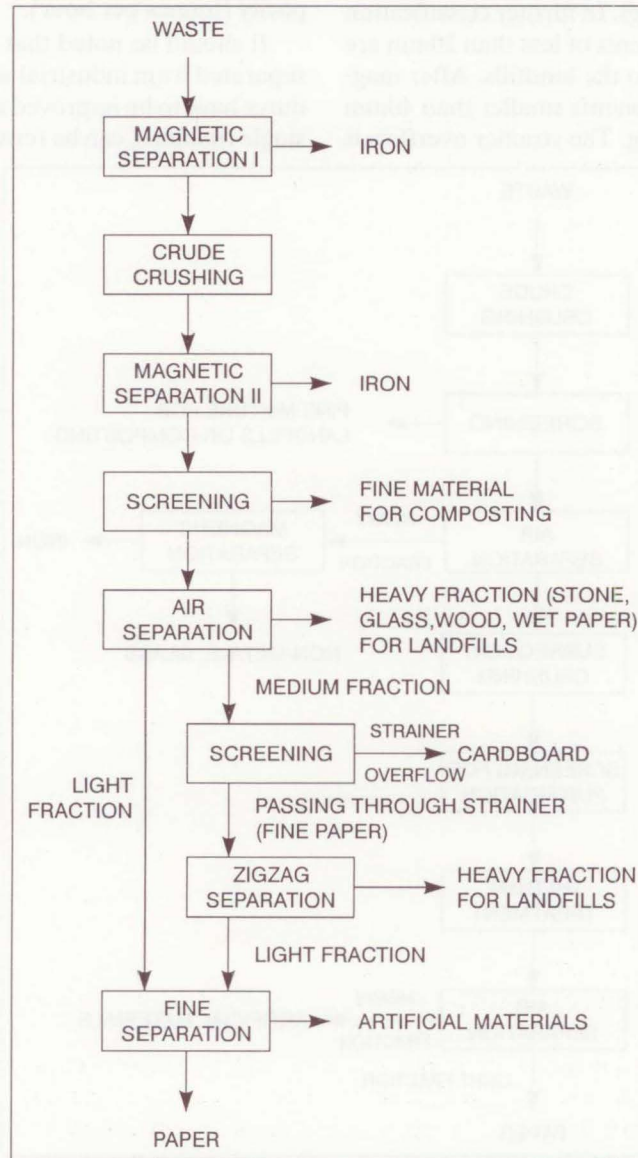 WASTE
MAGNETIC
SEPARATION I
IRON
CRUDE
CRUSHING
MAGNETIC
SEPARATION II
IRON
SCREENING
FINE MATERIAL
FOR COMPOSTING
AIR
SEPARATION
HEAVY FRACTION (STONE,
GLASS,WOOD, WET PAPER)
FOR LANDFILLS
MEDIUM FRACTION
SCREENING
STRAINER
OVERFLOW
CARDBOARD
LIGHT
FRACTION
PASSING THROUGH STRAINER
(FINE PAPER)
ZIGZAG
SEPARATION
HEAVY FRACTION
FOR LANDFILLS
LIGHT FRACTION
FINE
SEPARATION
ARTIFICIAL MATERIALS
PAPER